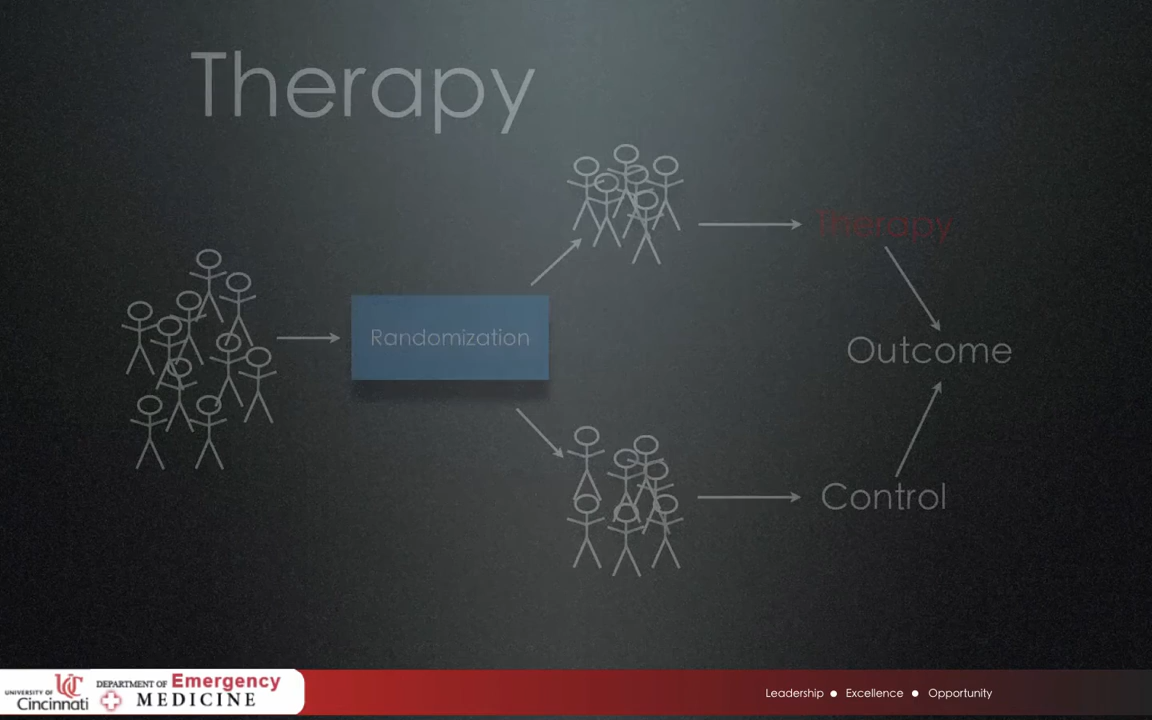 Therapy
Therapy
Randomization
Outcome
Control
UNIVERSITY OF
Cincinnati
DEPARTMENT OF Emergency
MEDICINE
Leadership ● Excellence ● Opportunity